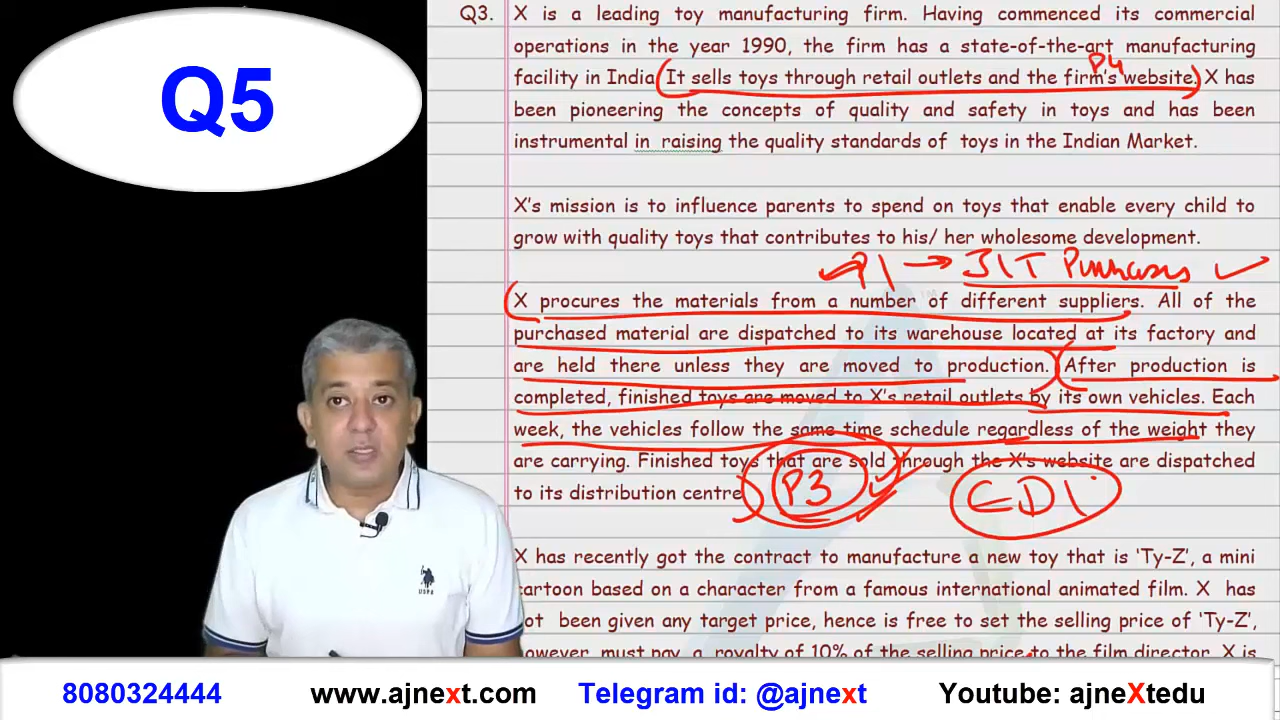 Q5
Q3. X is a leading toy manufacturing firm. Having commenced its commercial
operations in the year 1990, the firm has a state-of-the-art manufacturing
P4
facility in India It sells toys through retail outlets and the firm's website. X has
been pioneering the concepts of quality and safety in toys and has been
instrumental in raising the quality standards of toys in the Indian Market.
X's mission is to influence parents to spend on toys that enable every child to
grow with quality toys that contributes to his/ her wholesome development.
P1 → JIT Purchases
X procures the materials from a number of different suppliers. All of the
purchased material are dispatched to its warehouse located at its factory and
are held there unless they are moved to production. After production is
completed, finished toys are moved to X's retail outlets by its own vehicles. Each
week, the vehicles follow the same time schedule regardless of the weight they
are carrying. Finished toys that are sold through the X's website are dispatched
to its distribution centre
P3
EDI
X has recently got the contract to manufacture a new toy that is 'Ty-Z', a mini
cartoon based on a character from a famous international animated film. X has
not been given any target price, hence is free to set the selling price of 'Ty-Z',
however, must pay a royalty of 10% of the selling price to the film director. X is
USPA
8080324444 www.ajnext.com Telegram id: @ajnext Youtube: ajneXtedu